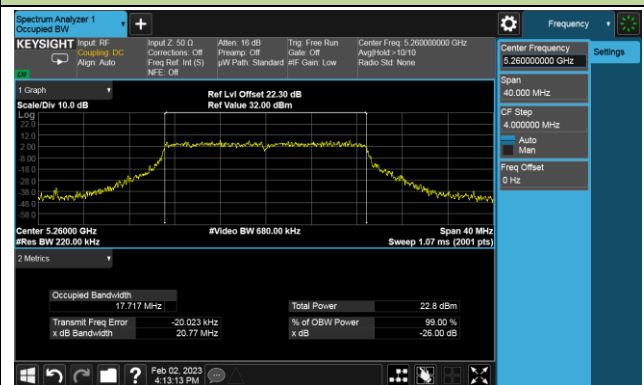 Spectrum Analyzer 1
Occupied BW
Frequency
KEYSIGHT
Input: RF
Coupling: DC
Align: Auto
Input Z: 50 Ω
Corrections: Off
Freq Ref: Int (S)
NFE: Off
Atten: 16 dB
Preamp: Off
µW Path: Standard
Trig: Free Run
Gate: Off
#IF Gain: Low
Center Freq: 5.260000000 GHz
Avg|Hold:>10/10
Radio Std: None
Center Frequency
5.260000000 GHz
Settings
Span
40.000 MHz
CF Step
4.000000 MHz
Auto
Man
Freq Offset
0 Hz
1 Graph
Scale/Div 10.0 dB
Ref Lvl Offset 22.30 dB
Ref Value 32.00 dBm
Log
22.0
12.0
2.00
-8.00
-18.0
-28.0
-38.0
-48.0
-58.0
Center 5.26000 GHz
#Res BW 220.00 kHz
#Video BW 680.00 kHz
Span 40 MHz
Sweep 1.07 ms (2001 pts)
2 Metrics
Occupied Bandwidth
17.717 MHz
Total Power 22.8 dBm
Transmit Freq Error -20.023 kHz
% of OBW Power 99.00 %
x dB Bandwidth 20.77 MHz
x dB -26.00 dB
?
Feb 02, 2023
4:13:13 PM